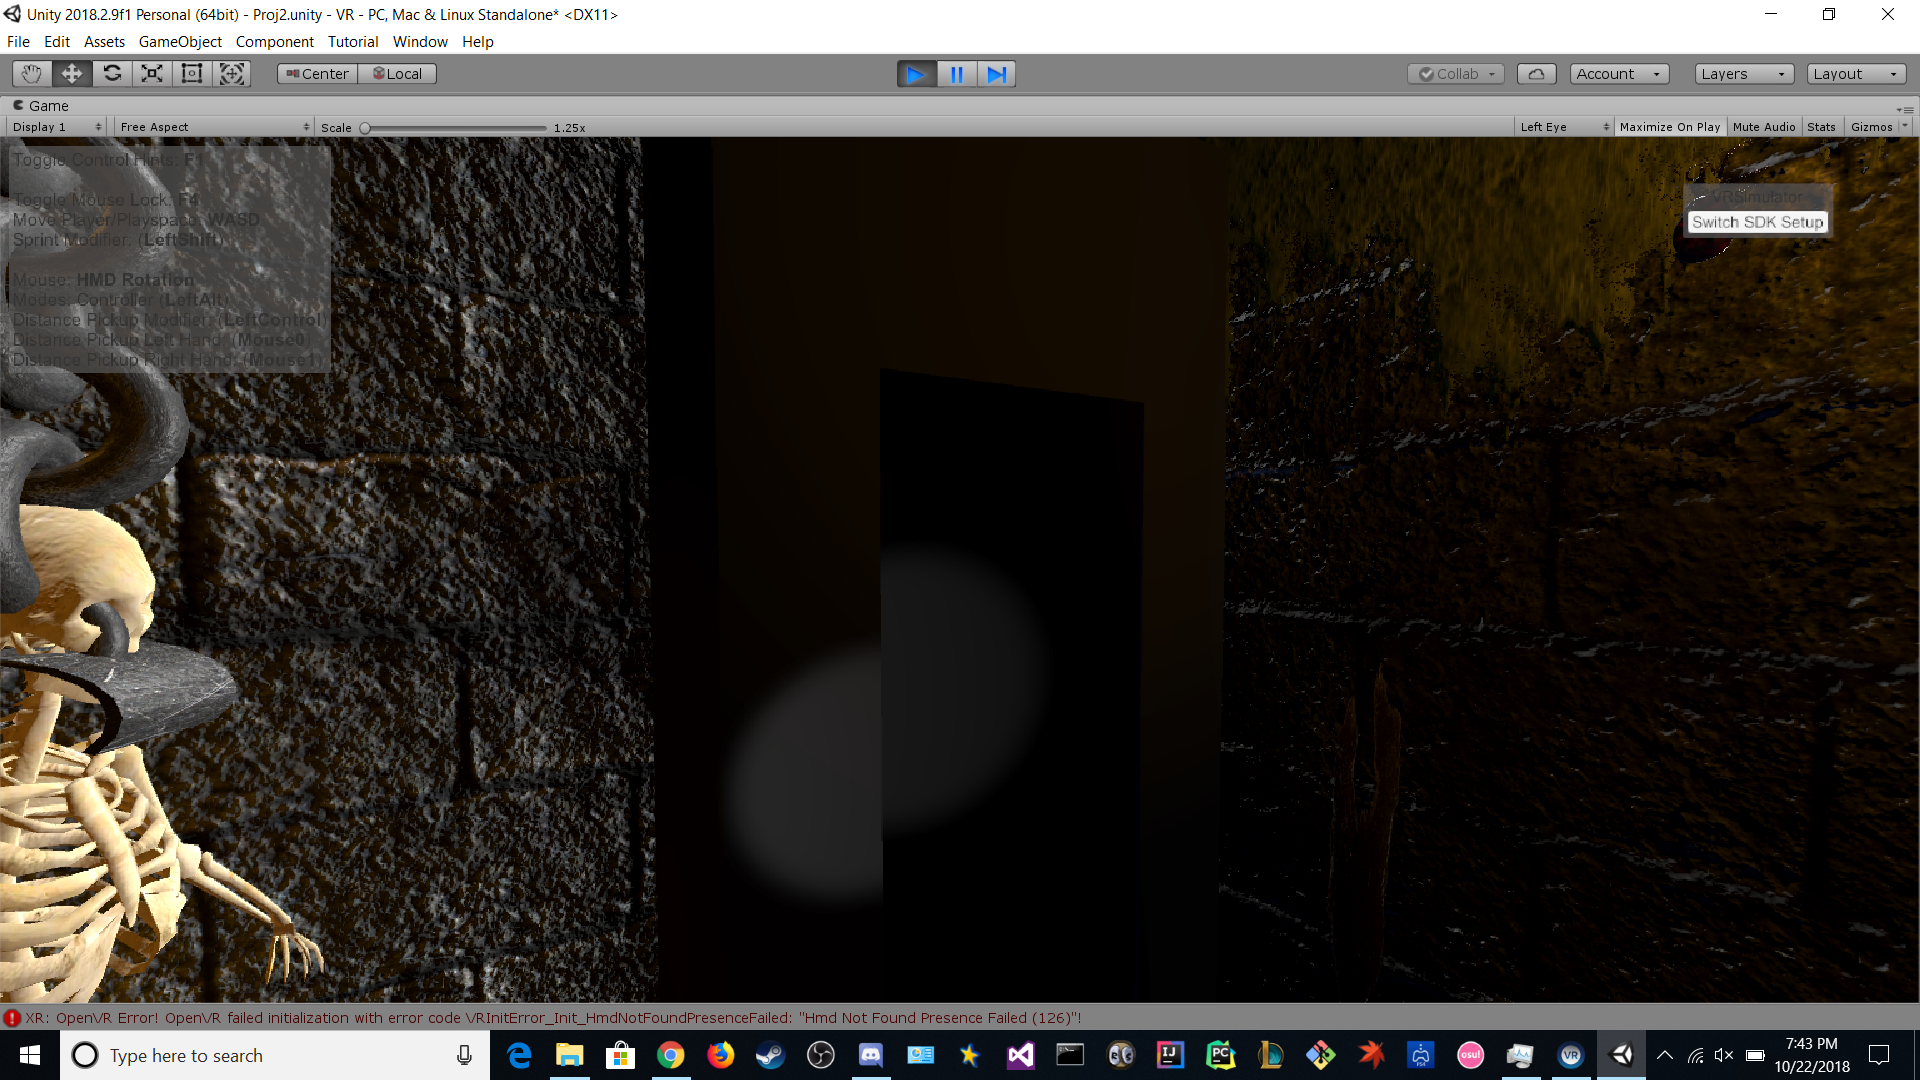 Unity 2018.2.9f1 Personal (64bit) - Proj2.unity - VR - PC, Mac & Linux Standalone* <DX11>
File Edit Assets GameObject Component Tutorial Window Help
Center Local Collab Account Layers Layout
Game
Display 1 Free Aspect Scale 1.25x Left Eye Maximize On Play Mute Audio Stats Gizmos
Toggle Control Hints: F1
Toggle Mouse Lock: F4
Move Player/Playspace: WASD
Sprint Modifier: (LeftShift)
Mouse: HMD Rotation
Modes: Controller (LeftAlt)
Distance Pickup Modifier: (LeftControl)
Distance Pickup Left Hand: (Mouse0)
Distance Pickup Right Hand: (Mouse1)
VRSimulator
Switch SDK Setup
XR: OpenVR Error! OpenVR failed initialization with error code VRInitError_Init_HmdNotFoundPresenceFailed: "Hmd Not Found Presence Failed (126)"!
Type here to search
IJ
PC
FS4
osu!
VR
7:43 PM
10/22/2018